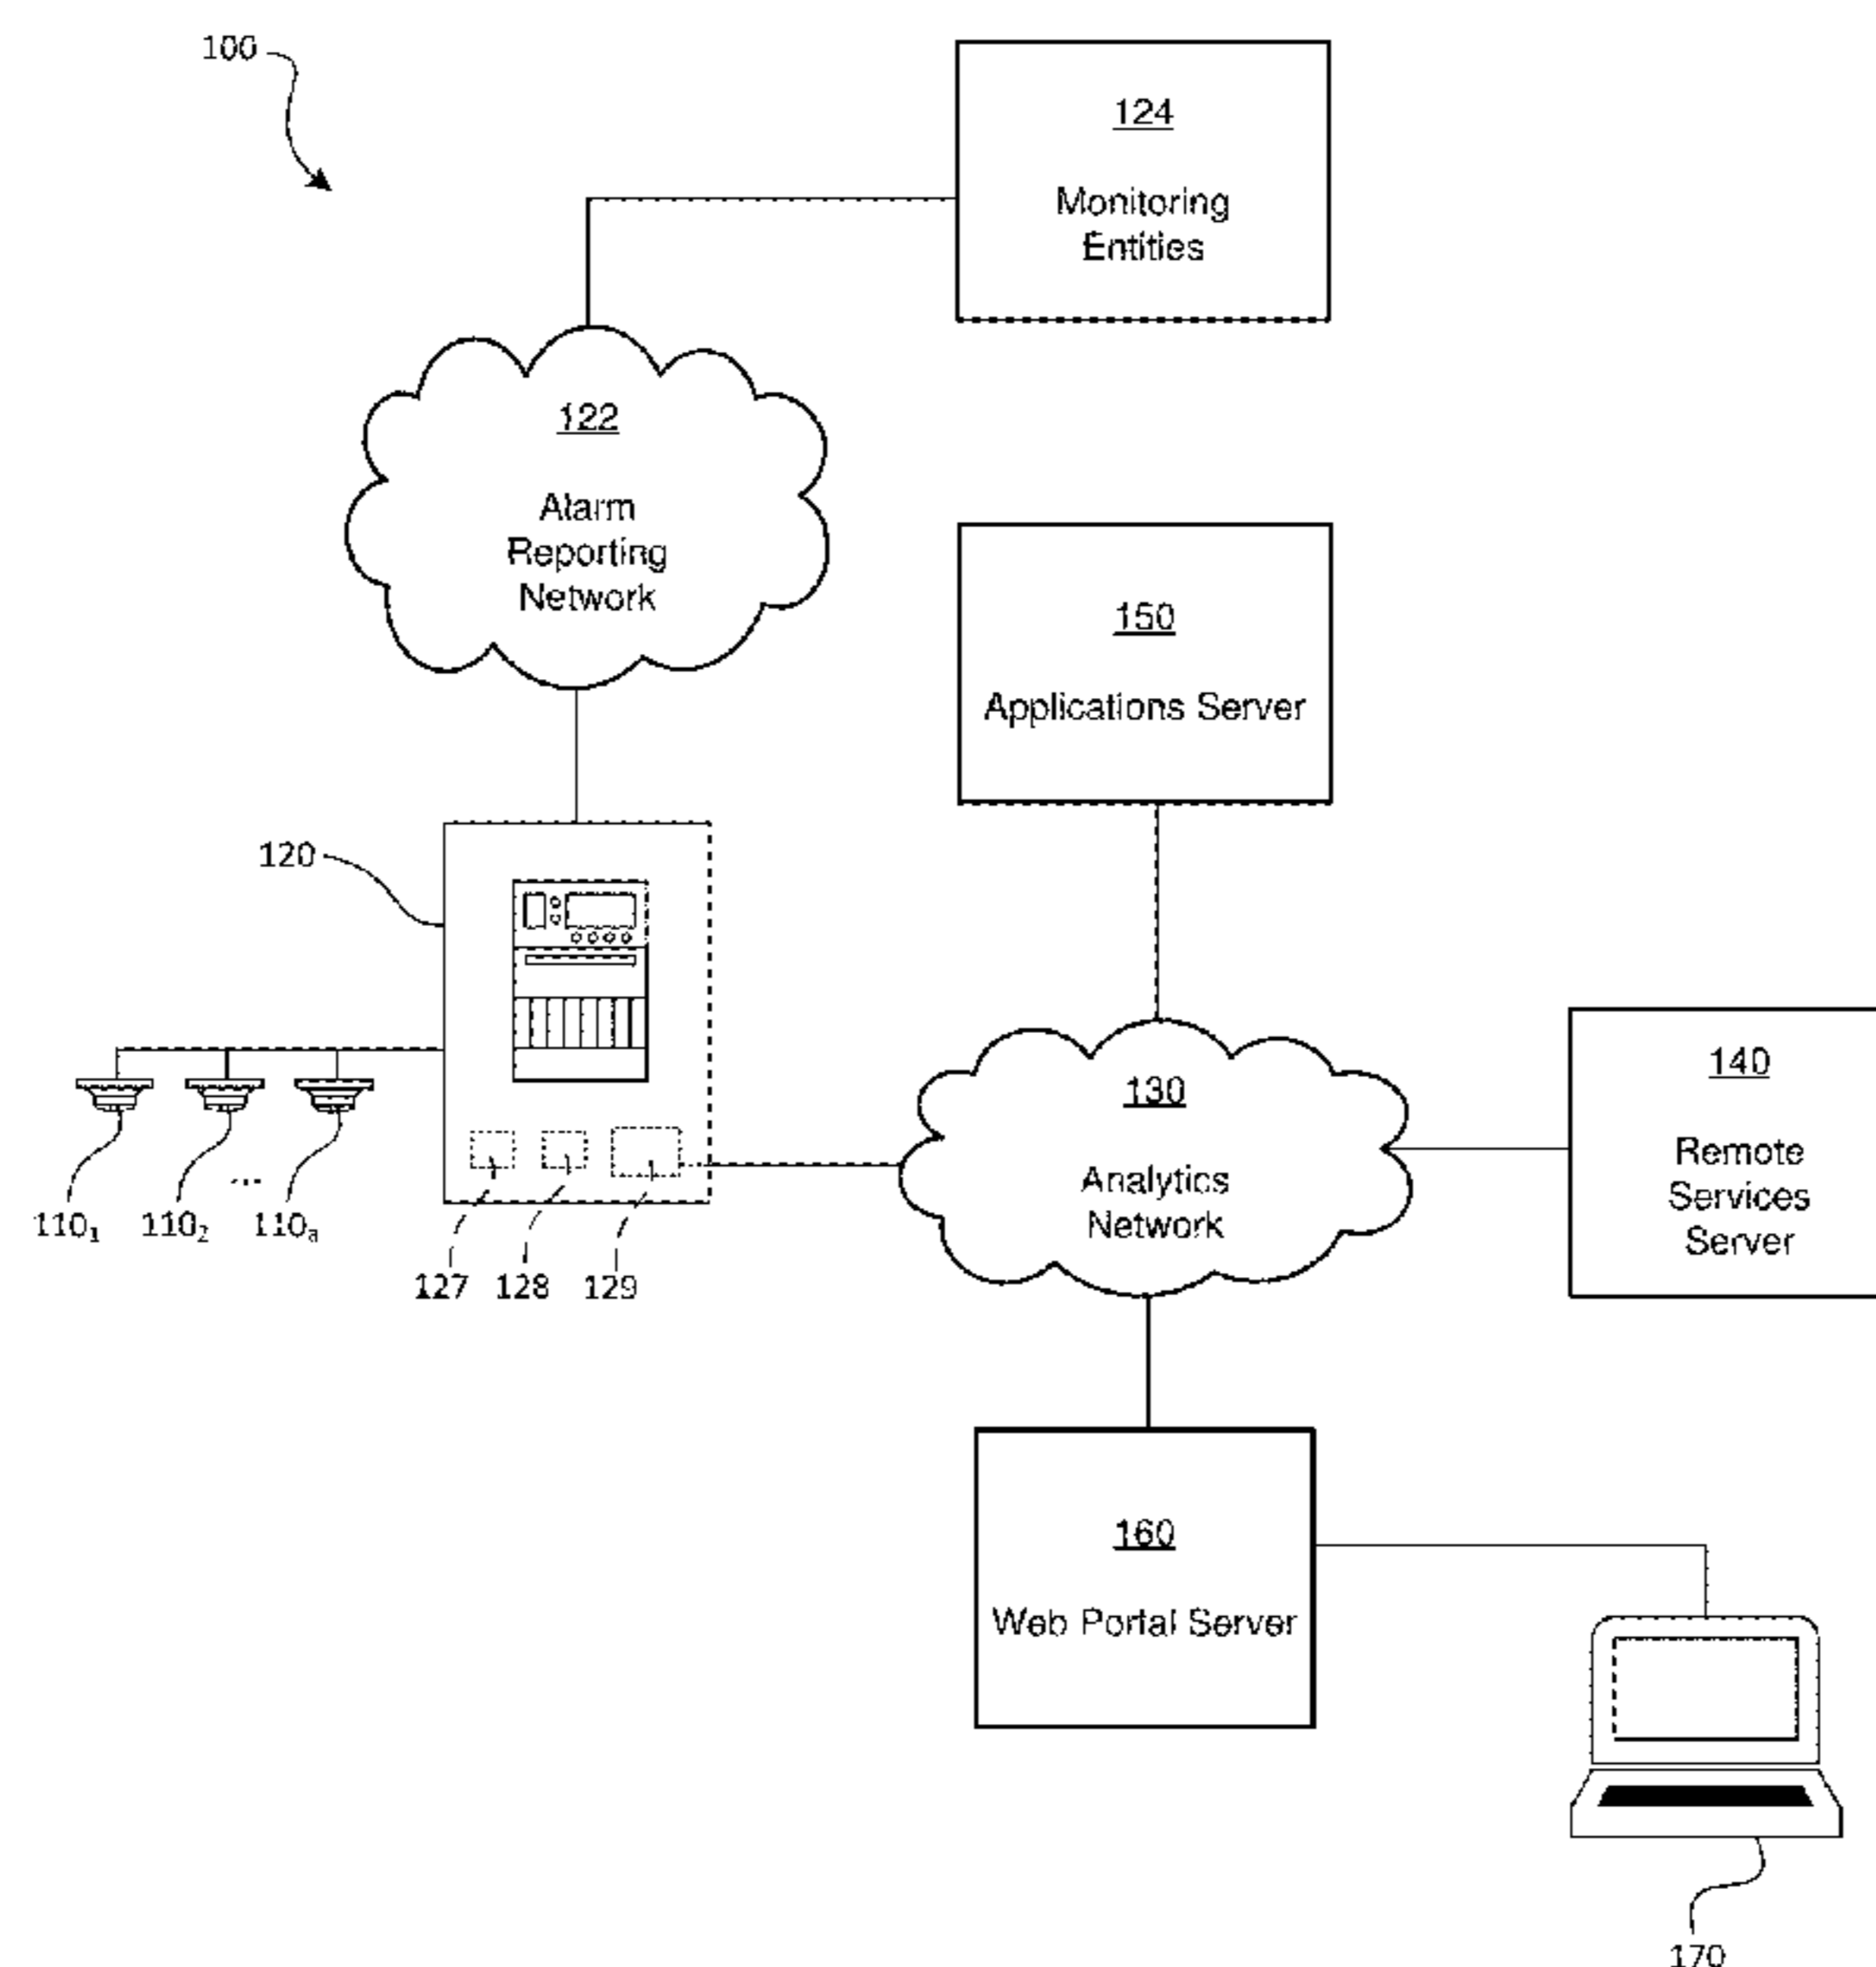 100
124
Monitoring
Entities
122
Alarm
Reporting
Network
150
Applications Server
120
130
Analytics
Network
140
Remote
Services
Server
110₁ 110₂ ... 110ₐ
127 128 129
160
Web Portal Server
170